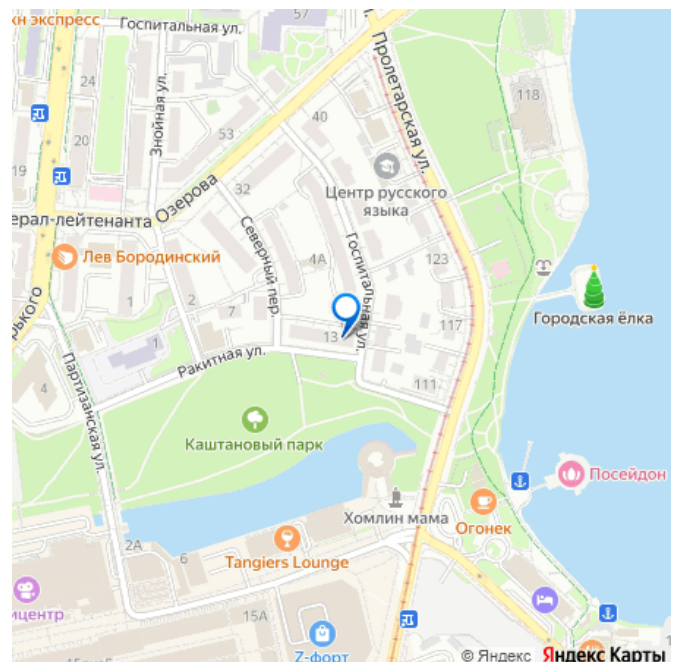 хн экспресс
Госпитальная ул.
57
24
Знойная ул.
Пролетарская ул.
118
20
53
40
19
Центр русского
языка
32
ерал-лейтенанта Озерова
Северный пер.
Госпитальная ул.
Лев Бородинский
4А
123
1
2
7
117
Городская ёлка
рького
13
1
Ракитная ул.
4
111
Партизанская ул.
Каштановый парк
Посейдон
Хомлин мама
Огонек
2А
6
Tangiers Lounge
ицентр
15А
Z-форт
© Яндекс Яндекс Карты